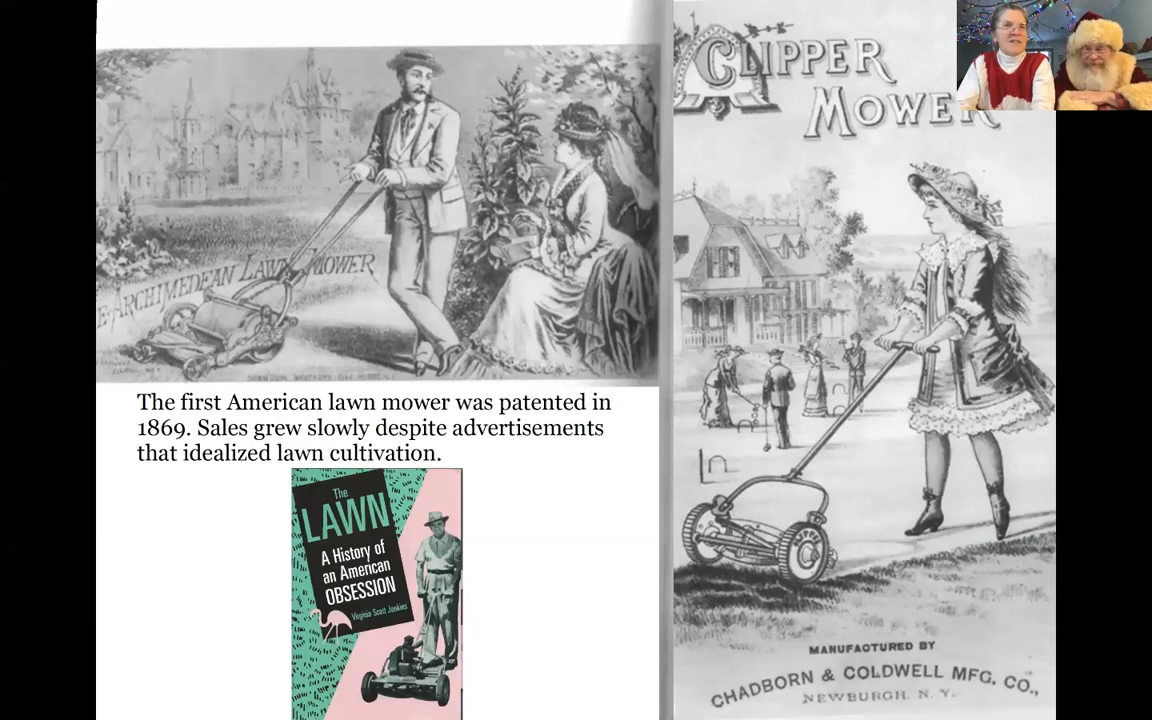 ARCHIMEDEAN LAWN MOWER
The first American lawn mower was patented in
1869. Sales grew slowly despite advertisements
that idealized lawn cultivation.
The
LAWN
A History of
an American
OBSESSION
Virginia Scott Jenkins
CLIPPER
MOWER
MANUFACTURED BY
CHADBORN & COLDWELL MFG. CO.,
NEWBURGH. N. Y.